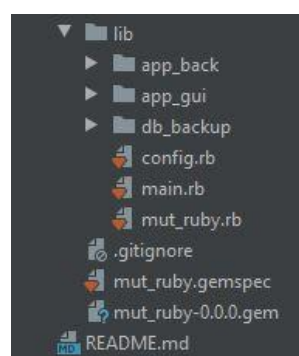 lib
app_back
app_gui
db_backup
config.rb
main.rb
mut_ruby.rb
.gitignore
mut_ruby.gemspec
mut_ruby-0.0.0.gem
MD README.md